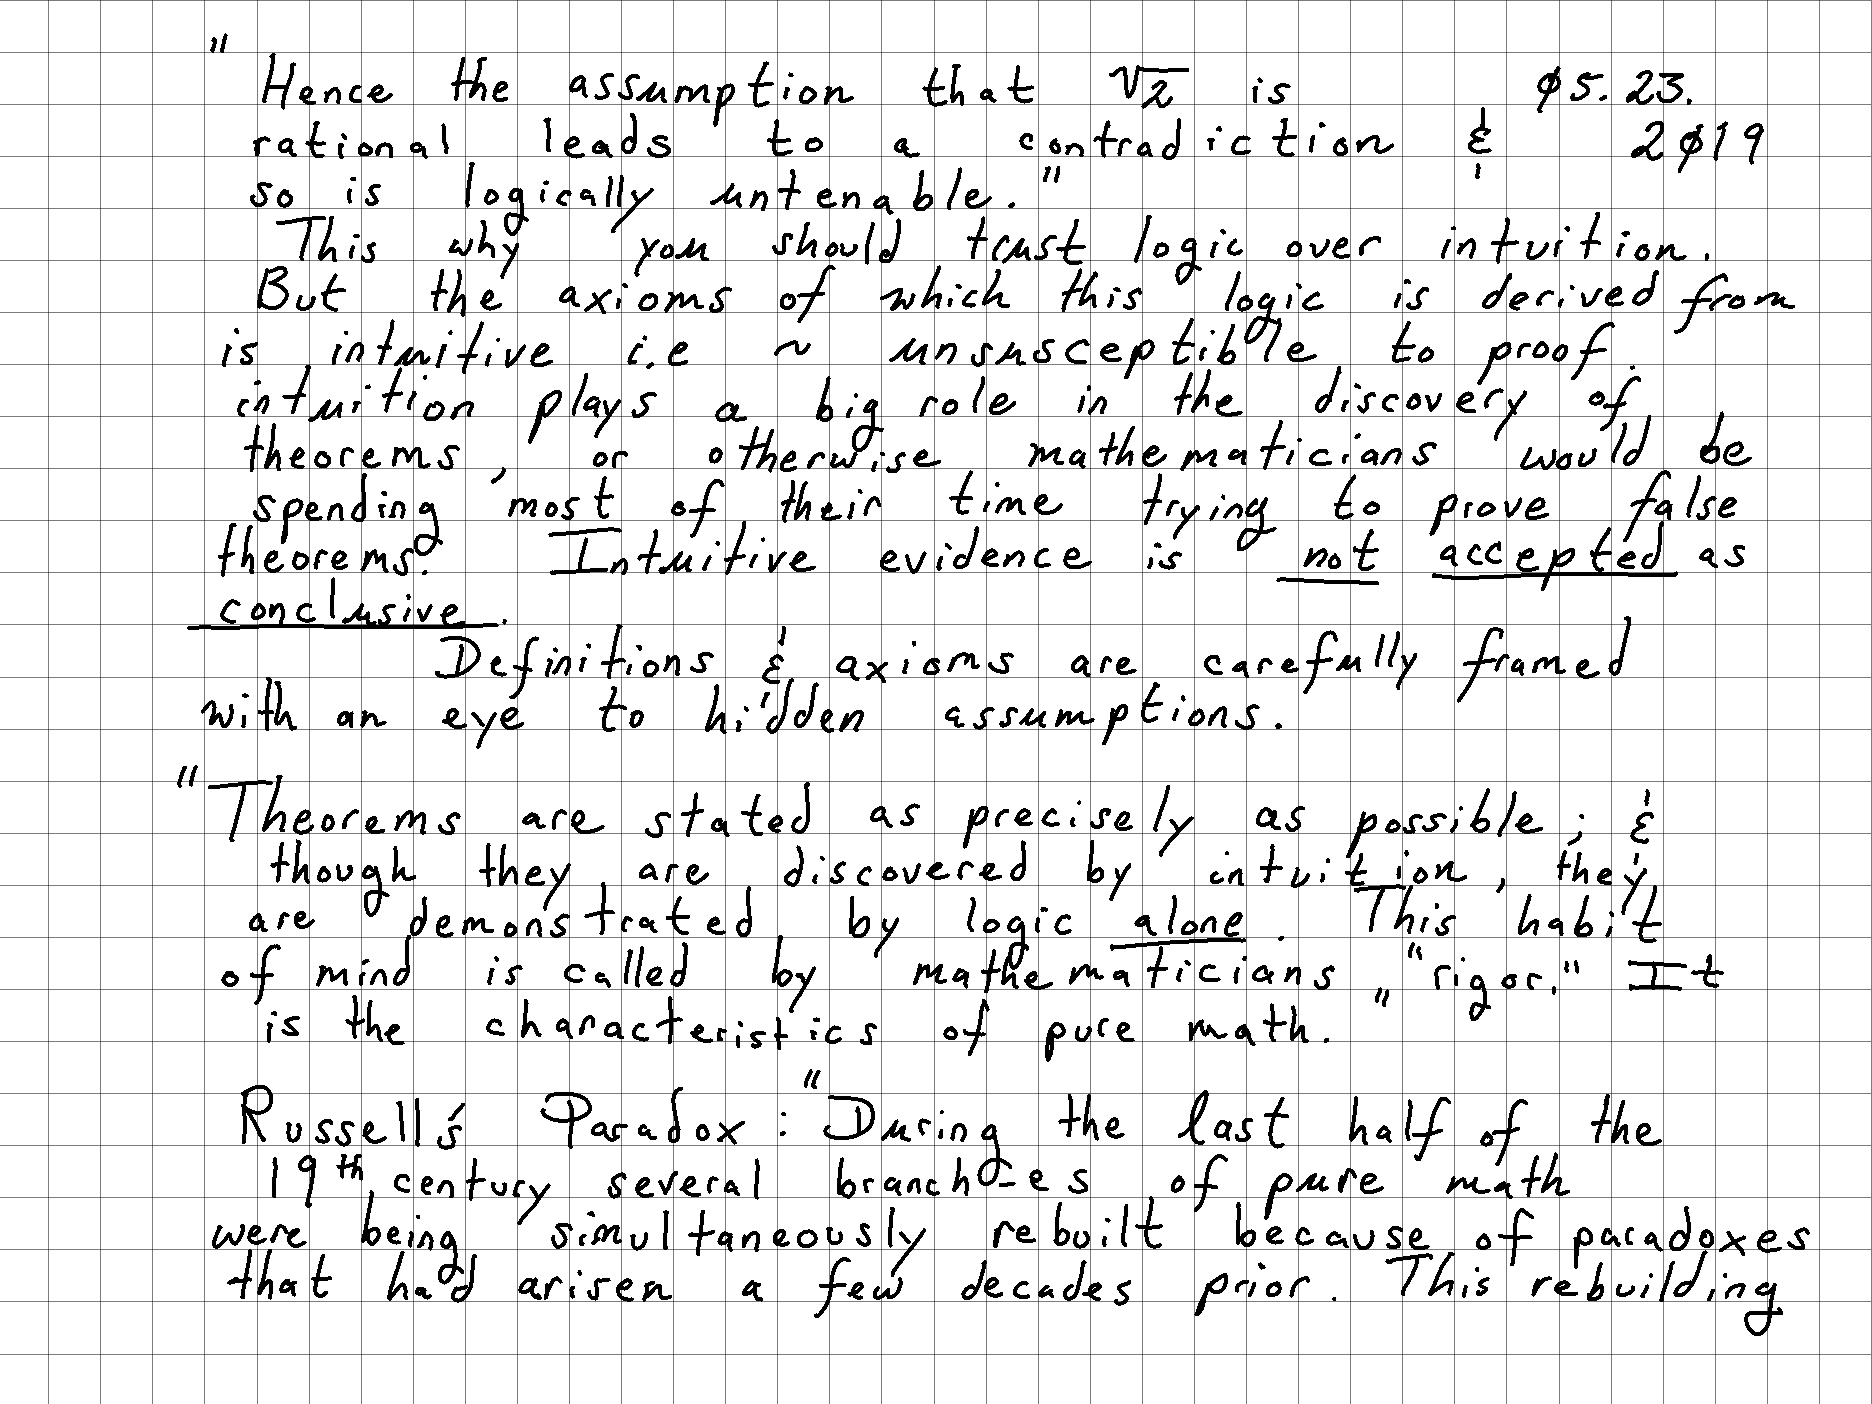 "Hence the assumption that √2 is ø5.23.
rational leads to a contradiction & 2ø19
so is logically untenable."
This why you should trust logic over intuition.
But the axioms of which this logic is derived from
is intuitive i.e ~ unsusceptible to proof.
intuition plays a big role in the discovery of
theorems, or otherwise mathematicians would be
spending most of their time trying to prove false
theorems. Intuitive evidence is not accepted as
conclusive.
Definitions & axioms are carefully framed
with an eye to hidden assumptions.
"Theorems are stated as precisely as possible; &
though they are discovered by intuition, they
are demonstrated by logic alone. This habit
of mind is called by mathematicians "rigor." It
is the characteristics of pure math."
Russell's Paradox: "During the last half of the
19th century several branches of pure math
were being simultaneously rebuilt because of paradoxes
that had arisen a few decades prior. This rebuilding